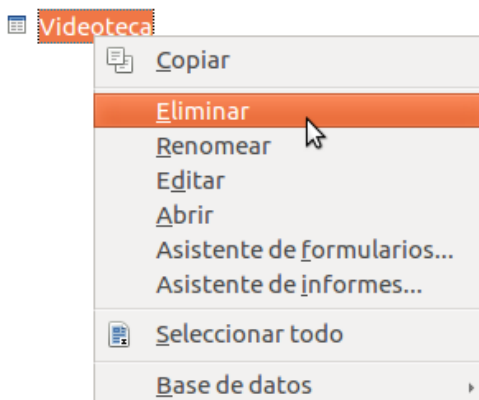 Videoteca
Copiar
Eliminar
Renomear
Editar
Abrir
Asistente de formularios...
Asistente de informes...
Seleccionar todo
Base de datos